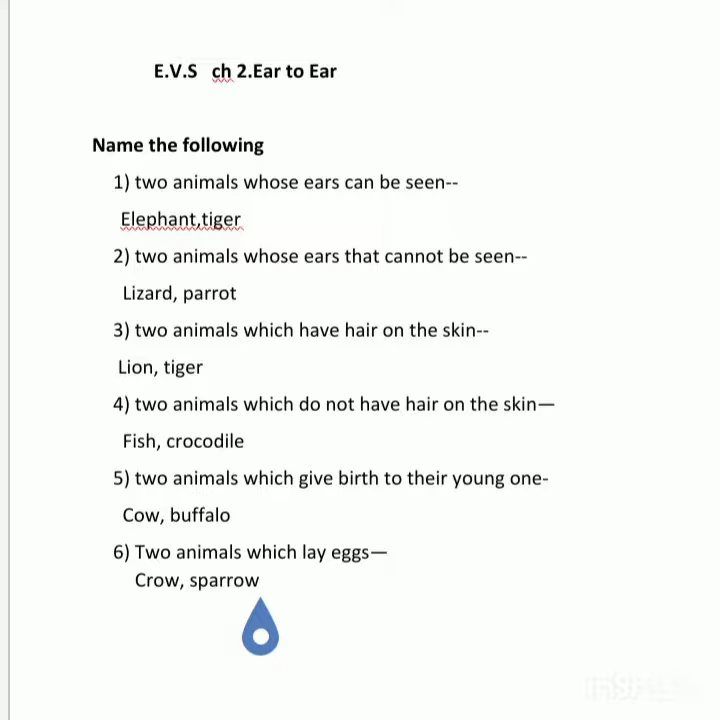 E.V.S ch 2.Ear to Ear
Name the following
1) two animals whose ears can be seen--
Elephant,tiger
2) two animals whose ears that cannot be seen--
Lizard, parrot
3) two animals which have hair on the skin--
Lion, tiger
4) two animals which do not have hair on the skin—
Fish, crocodile
5) two animals which give birth to their young one-
Cow, buffalo
6) Two animals which lay eggs—
Crow, sparrow